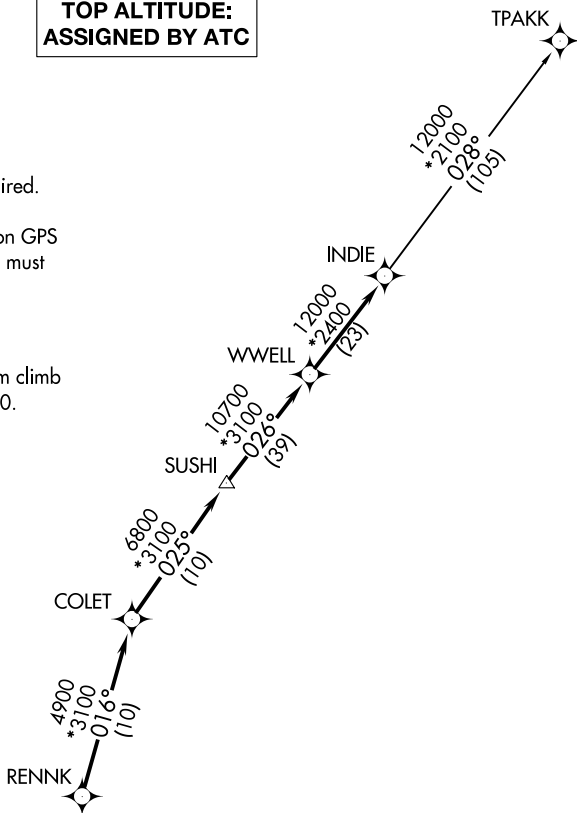 TOP ALTITUDE:
ASSIGNED BY ATC
TPAKK
12000
*2100
028°
(105)
ired.
on GPS
must
INDIE
12000
*2400
(23)
WWELL
m climb
0.
10700
*3100
026°
(39)
SUSHI
6800
*3100
025°
(10)
COLET
4900
*3100
016°
(10)
RENNK